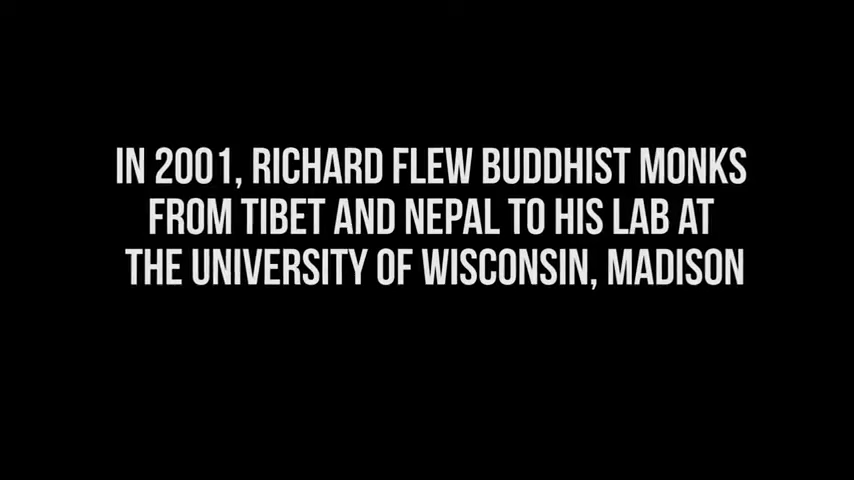 IN 2001, RICHARD FLEW BUDDHIST MONKS
FROM TIBET AND NEPAL TO HIS LAB AT
THE UNIVERSITY OF WISCONSIN, MADISON